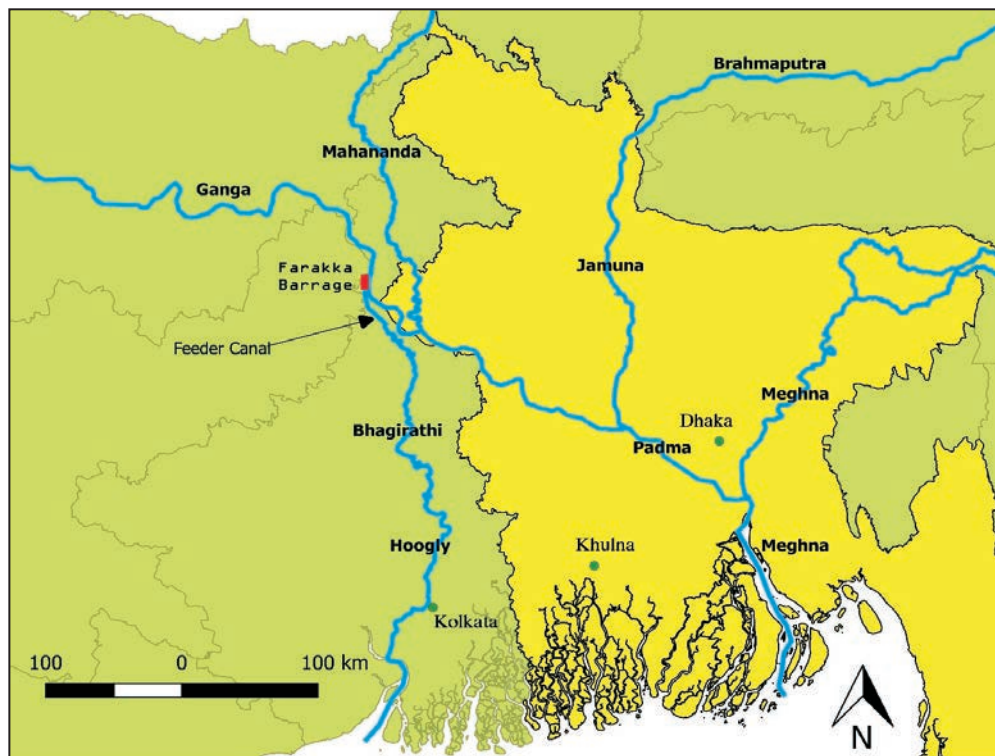 Brahmaputra
Mahananda
Ganga
Farakka
Barrage
Jamuna
Feeder Canal
Meghna
Dhaka
Bhagirathi
Padma
Hoogly
Khulna
Meghna
Kolkata
100 0 100 km
N